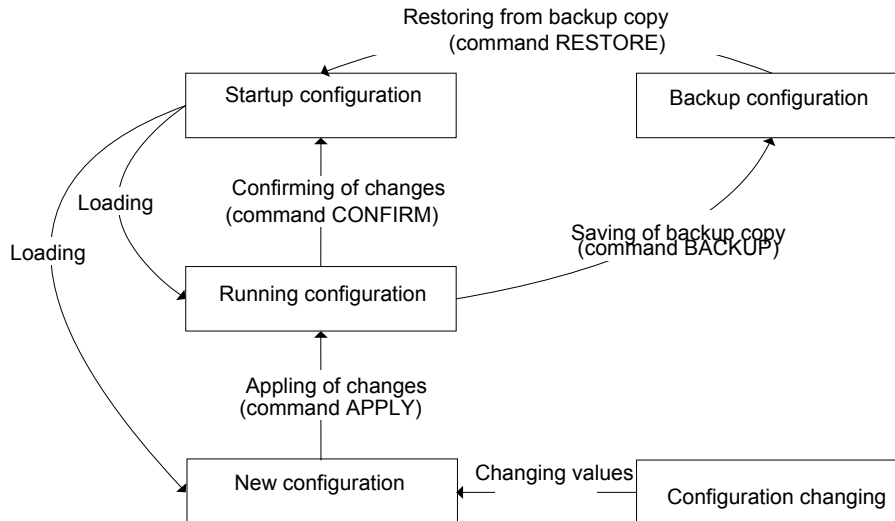 Restoring from backup copy
(command RESTORE)
Startup configuration
Backup configuration
Confirming of changes
(command CONFIRM)
Loading
Loading
Saving of backup copy
(command BACKUP)
Running configuration
Appling of changes
(command APPLY)
New configuration
Changing values
Configuration changing